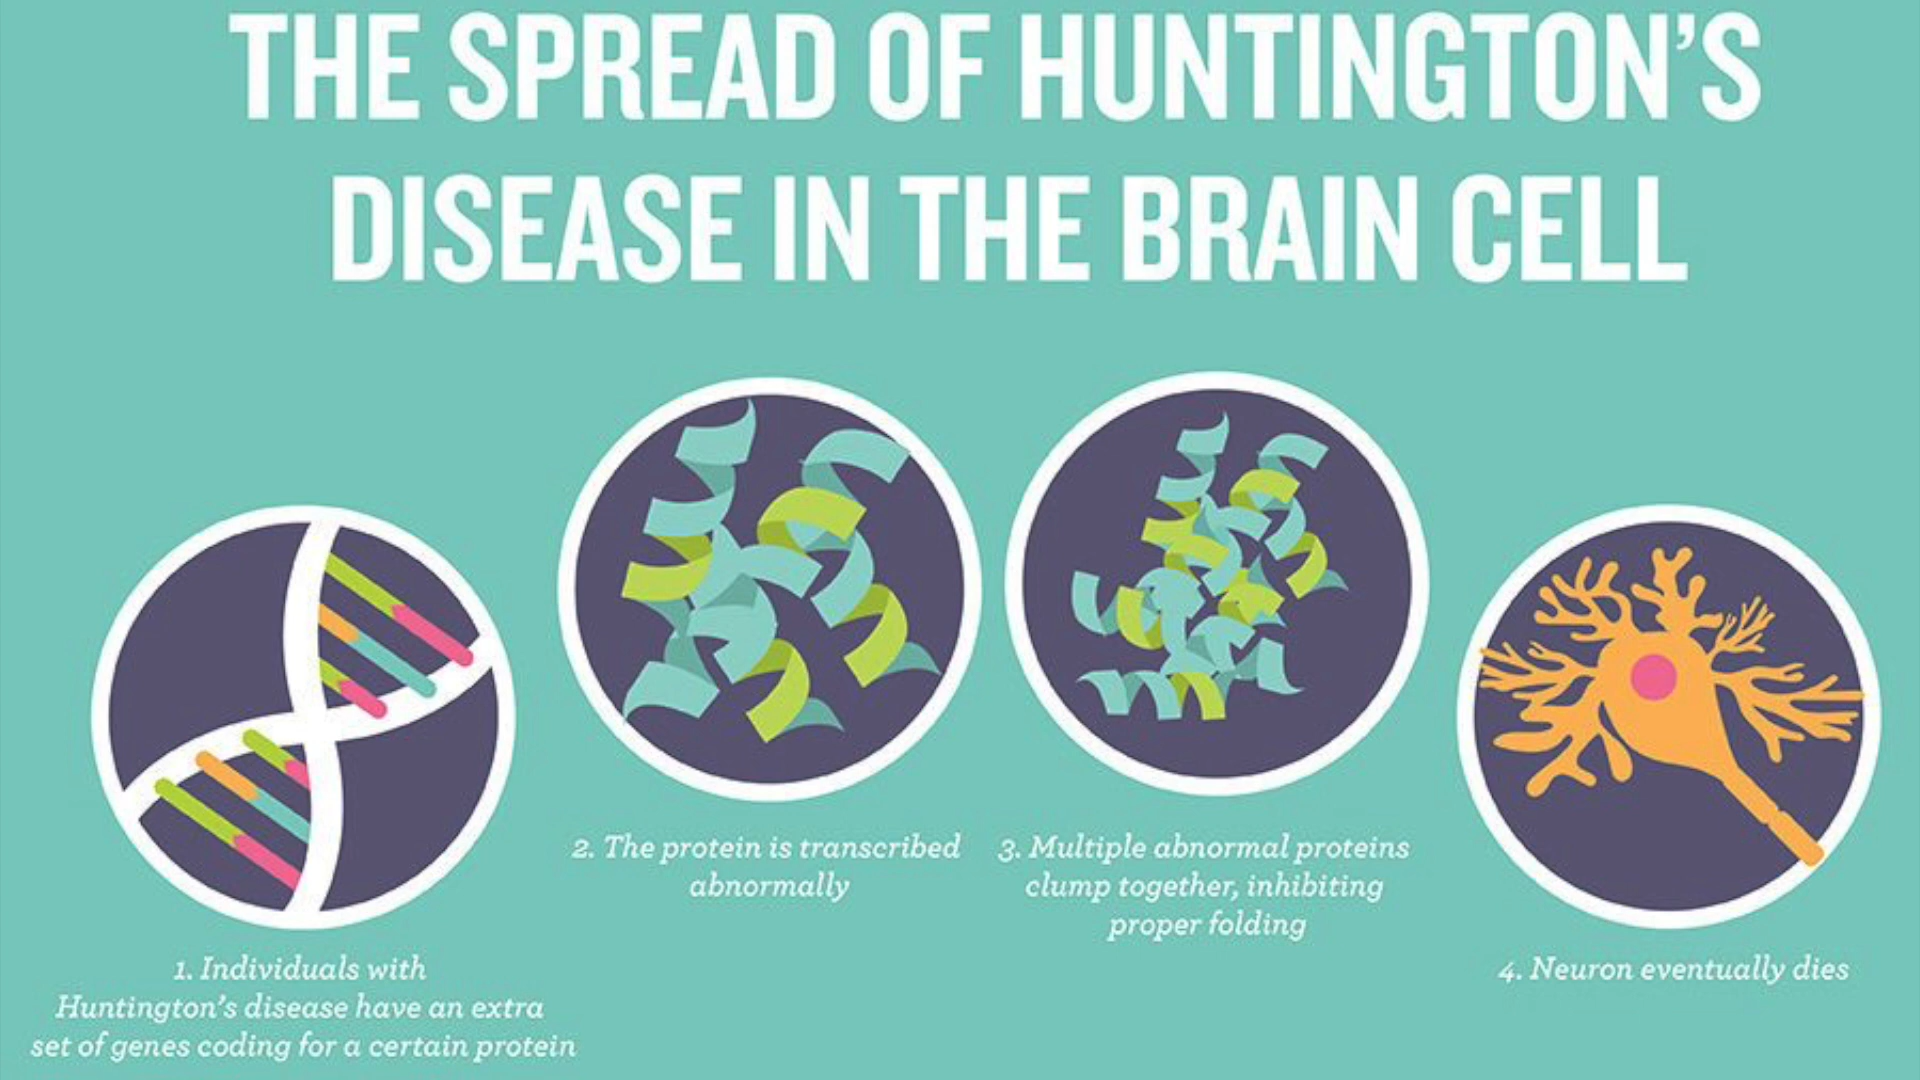 THE SPREAD OF HUNTINGTON'S
DISEASE IN THE BRAIN CELL
1. Individuals with
Huntington's disease have an extra
set of genes coding for a certain protein
2. The protein is transcribed
abnormally
3. Multiple abnormal proteins
clump together, inhibiting
proper folding
4. Neuron eventually dies